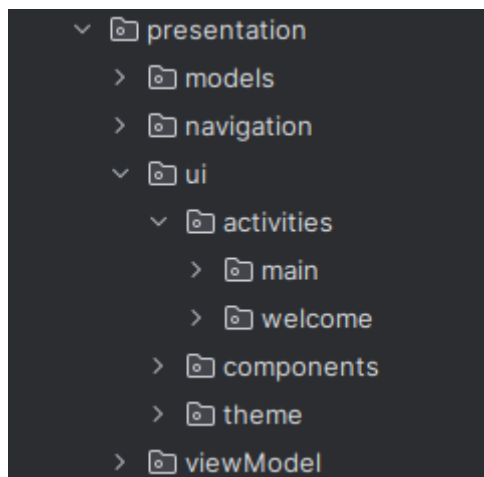 presentation
models
navigation
ui
activities
main
welcome
components
theme
viewModel